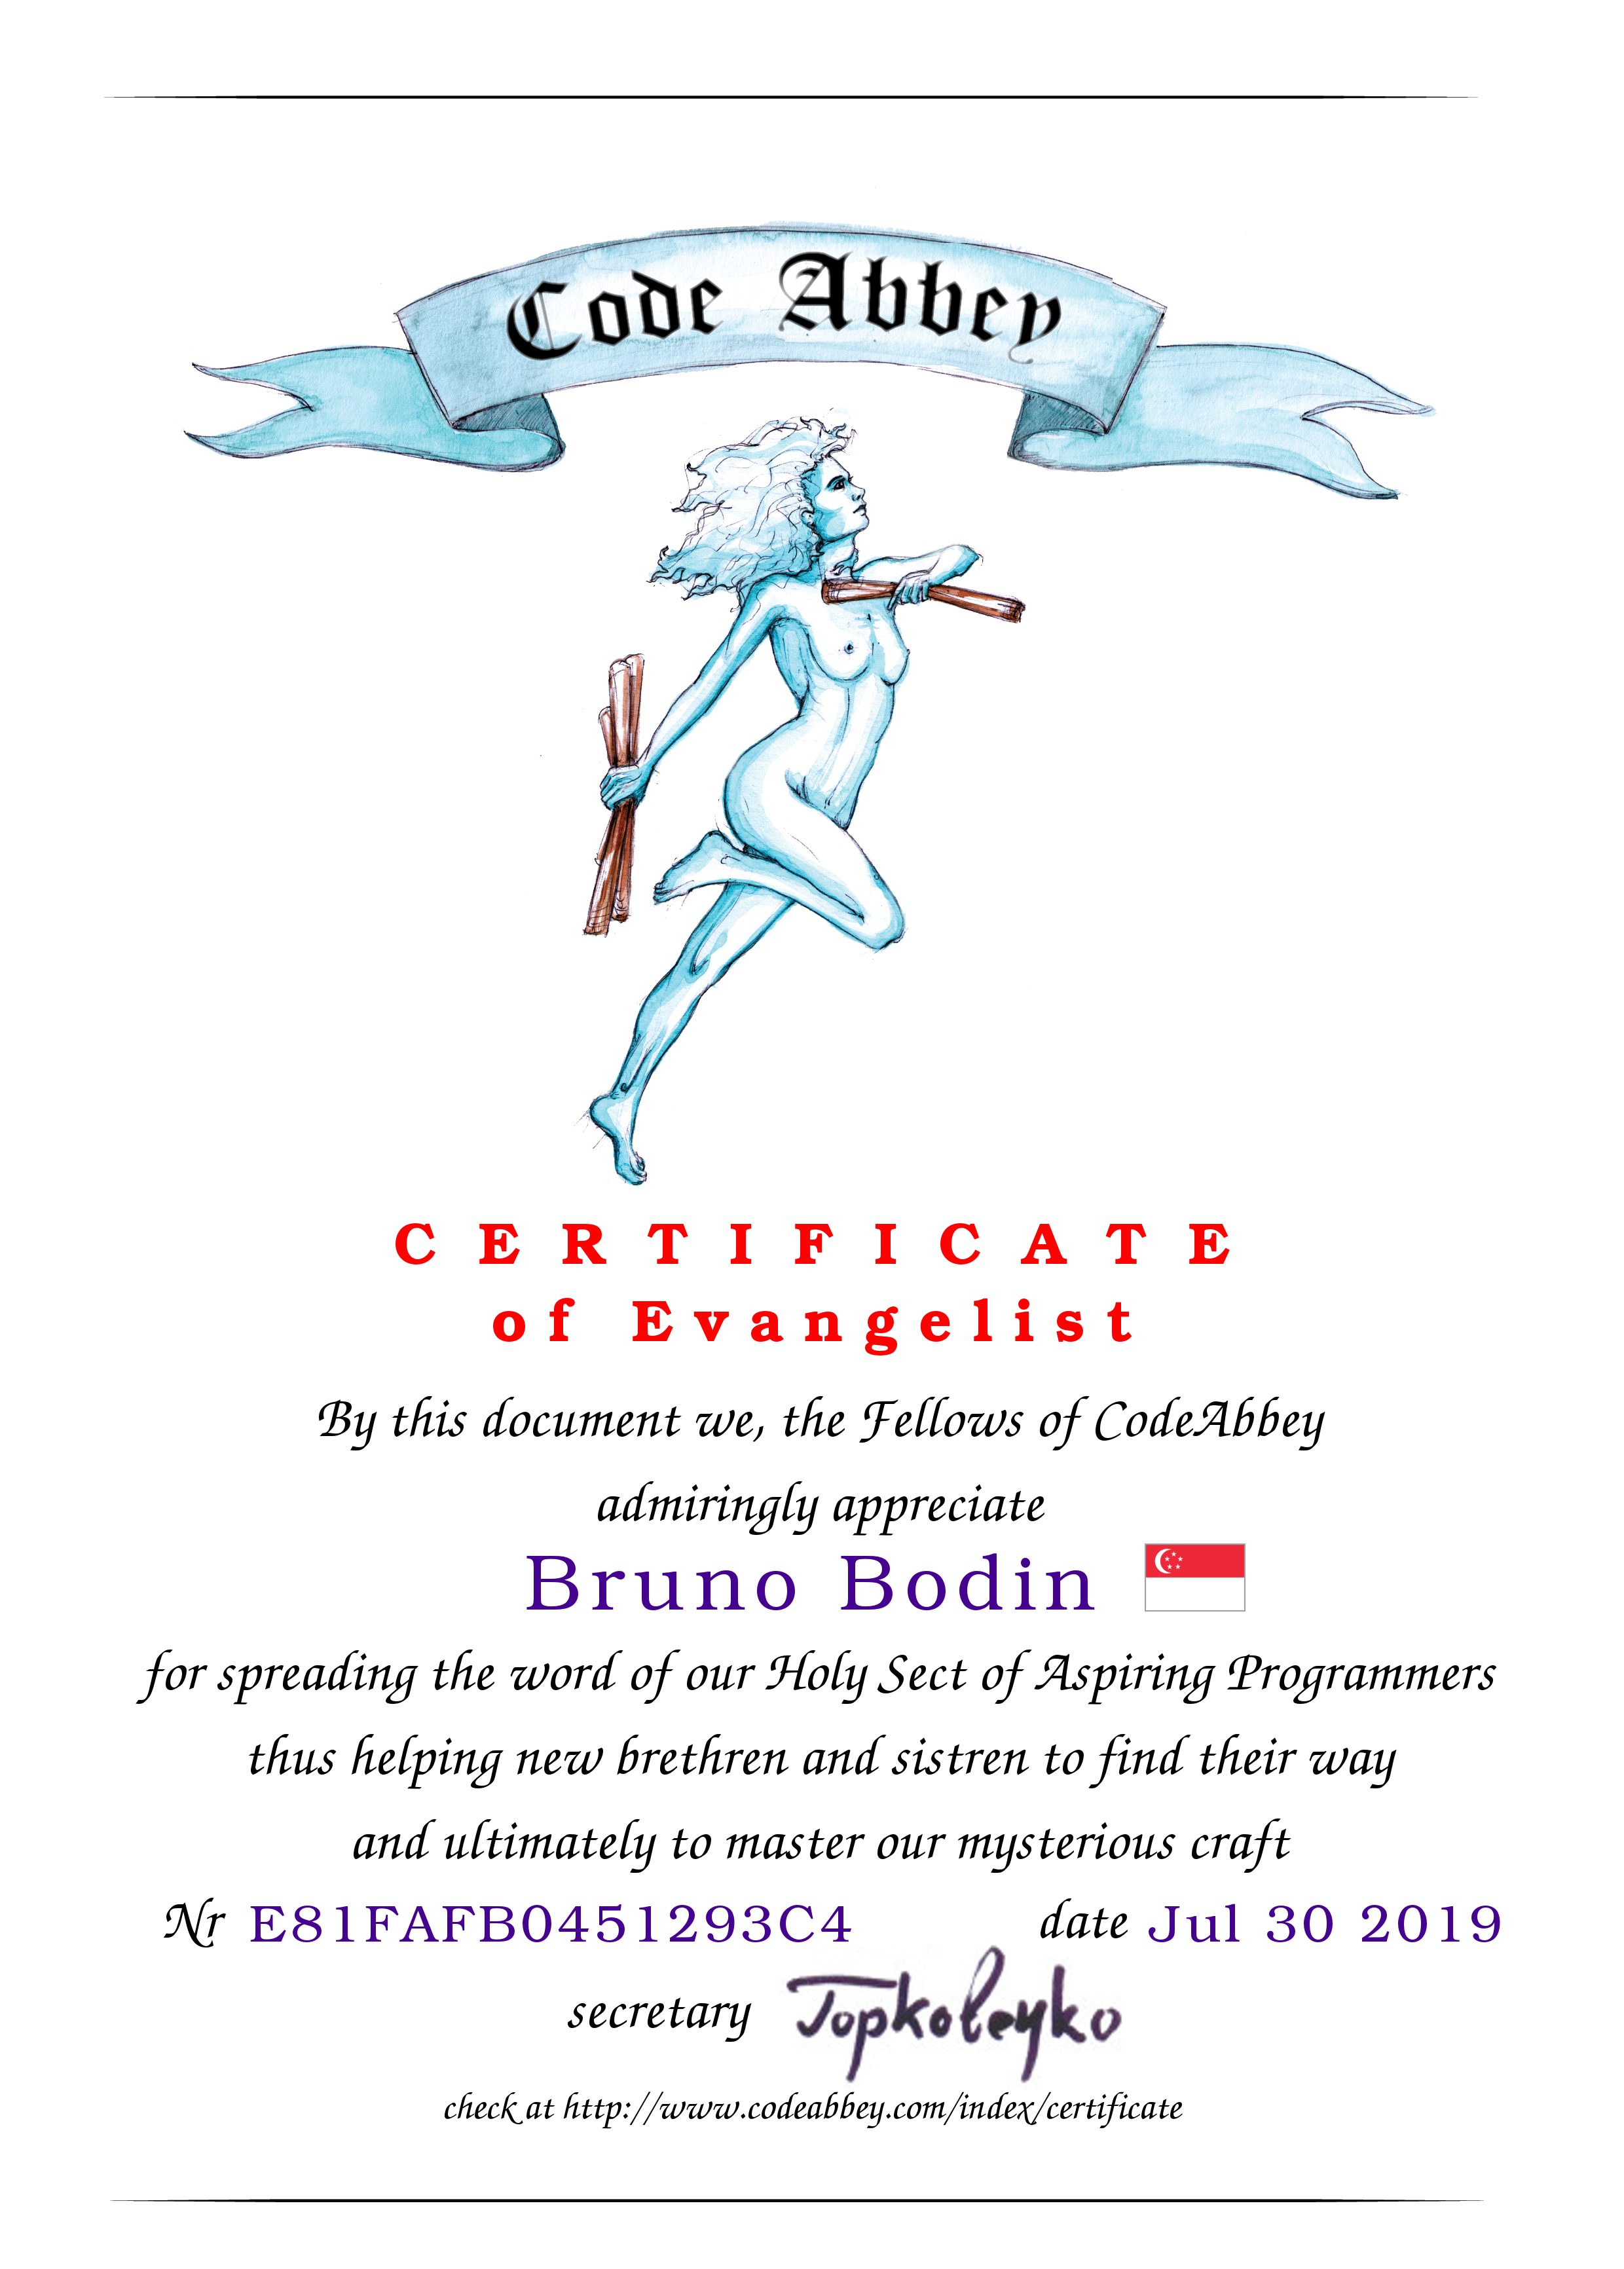 Code Abbey
CERTIFICATE
of Evangelist
By this document we, the Fellows of CodeAbbey
admiringly appreciate
Bruno Bodin
for spreading the word of our Holy Sect of Aspiring Programmers
thus helping new brethren and sistren to find their way
and ultimately to master our mysterious craft
Nr E81FAFB0451293C4 date Jul 30 2019
secretary
check at http://www.codeabbey.com/index/certificate